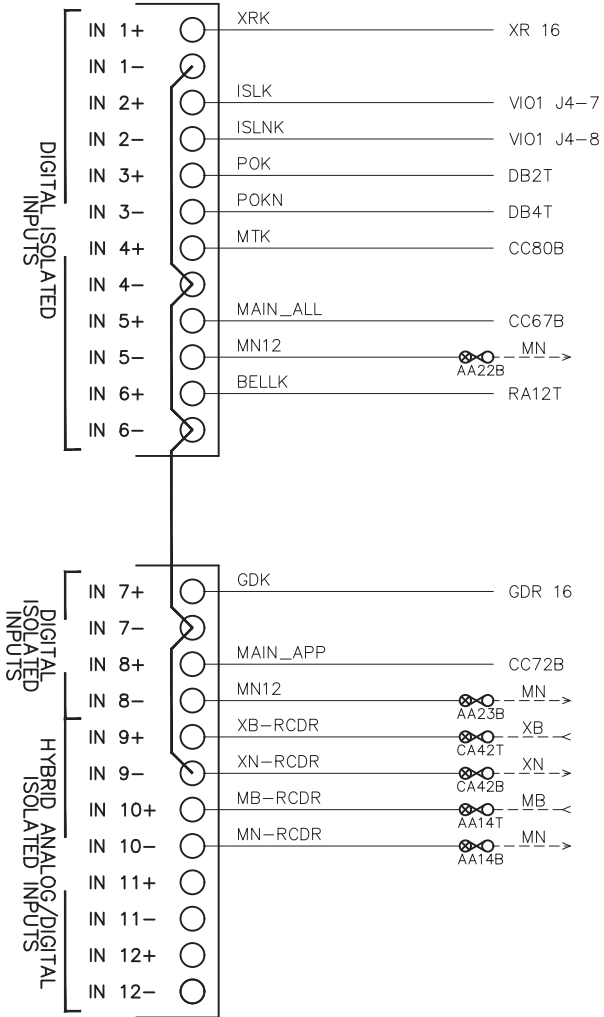 IN 1+ XRK XR 16
IN 1-
IN 2+ ISLK VIO1 J4-7
IN 2- ISLNK VIO1 J4-8
IN 3+ POK DB2T
IN 3- POKN DB4T
IN 4+ MTK CC80B
IN 4-
IN 5+ MAIN_ALL CC67B
IN 5- MN12 MN
AA22B
IN 6+ BELLK RA12T
IN 6-
DIGITAL ISOLATED
INPUTS
IN 7+ GDK GDR 16
IN 7-
IN 8+ MAIN_APP CC72B
IN 8- MN12 MN
AA23B
DIGITAL
ISOLATED
INPUTS
IN 9+ XB-RCDR XB
CA42T
IN 9- XN-RCDR XN
CA42B
IN 10+ MB-RCDR MB
AA14T
IN 10- MN-RCDR MN
AA14B
IN 11+
IN 11-
IN 12+
IN 12-
HYBRID ANALOG/DIGITAL
ISOLATED INPUTS